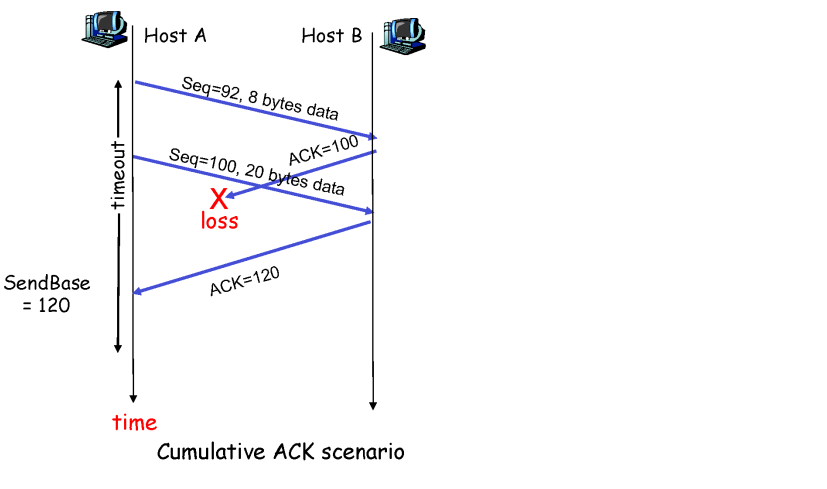 Host A
Host B
Seq=92, 8 bytes data
ACK=100
Seq=100, 20 bytes data
timeout
X
loss
ACK=120
SendBase
= 120
time
Cumulative ACK scenario